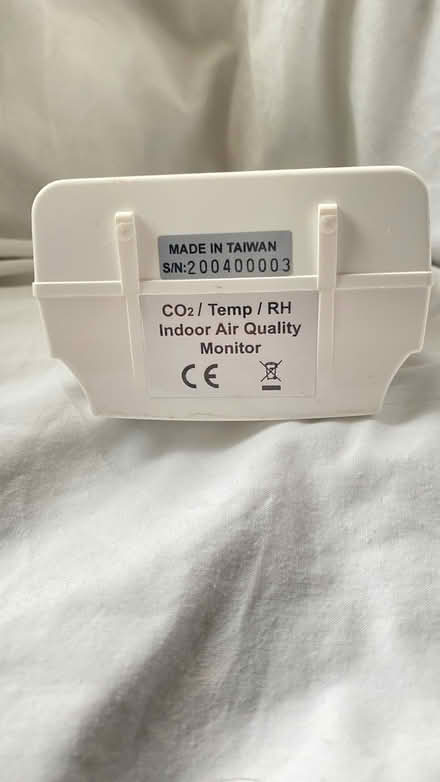 MADE IN TAIWAN
S/N:200400003
CO2 / Temp / RH
Indoor Air Quality
Monitor
CE